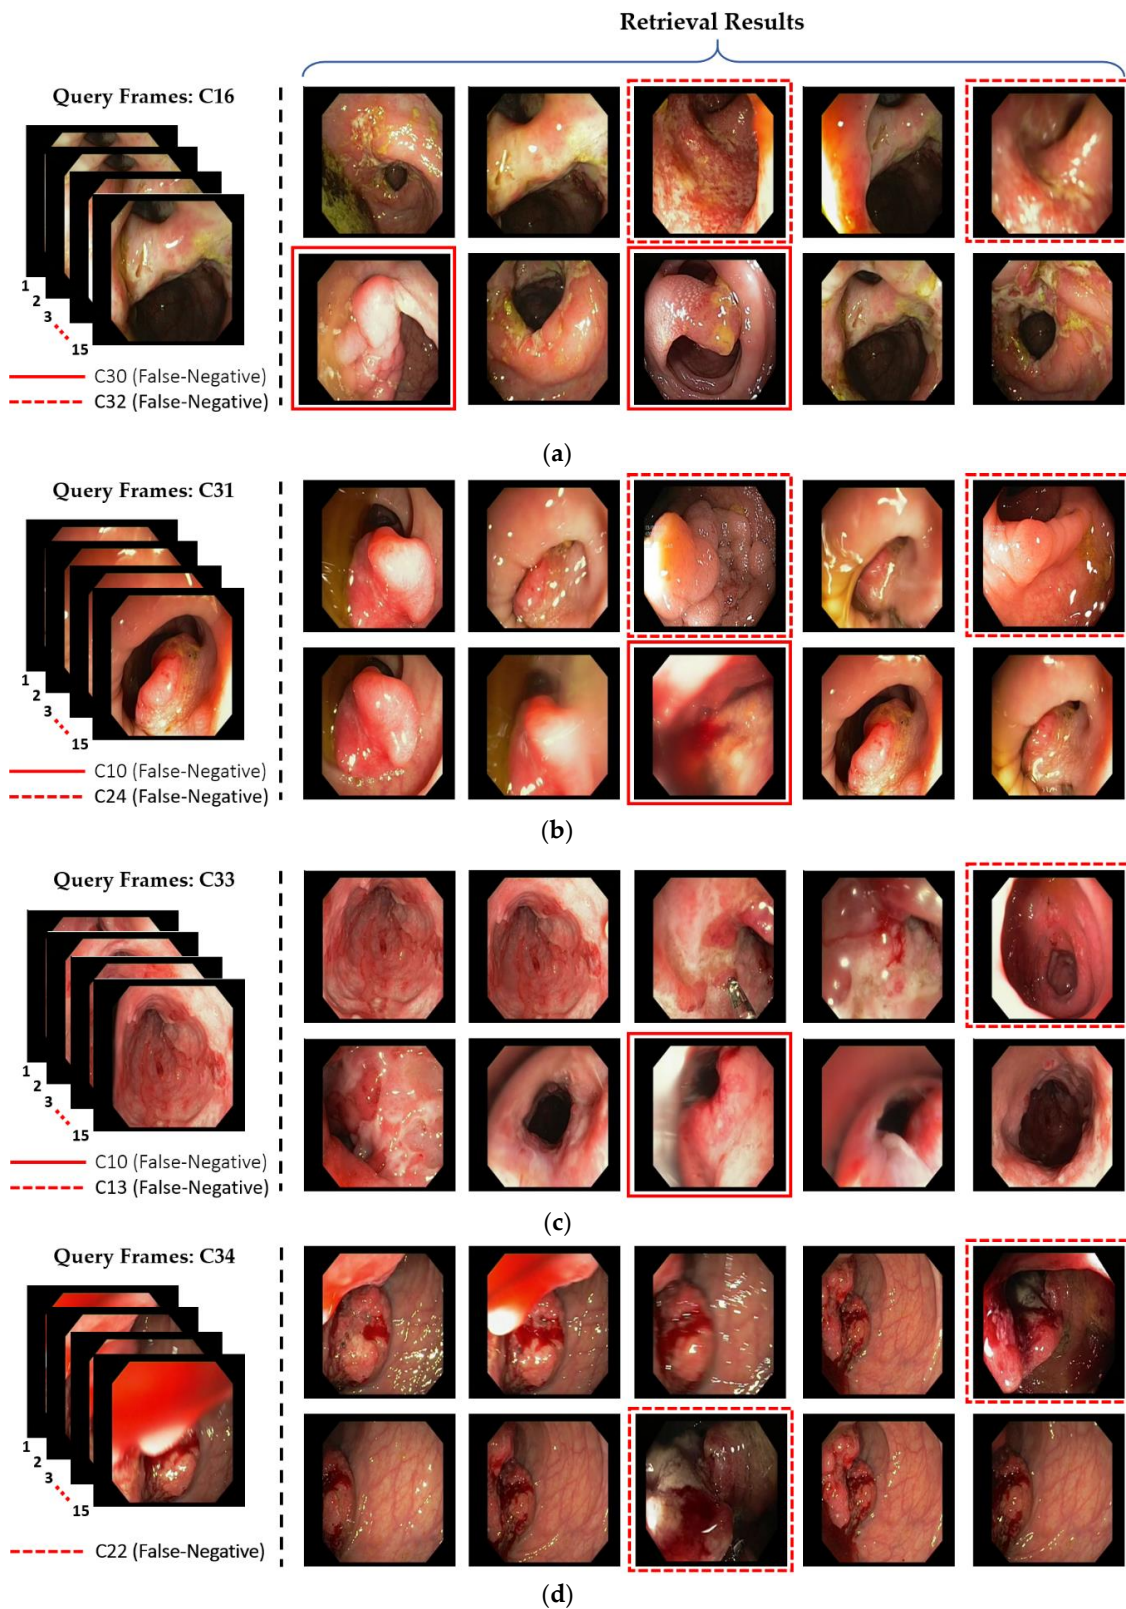 Retrieval Results
Query Frames: C16
1
2
3
15
C30 (False-Negative)
C32 (False-Negative)
(a)
Query Frames: C31
1
2
3
15
C10 (False-Negative)
C24 (False-Negative)
(b)
Query Frames: C33
1
2
3
15
C10 (False-Negative)
C13 (False-Negative)
(c)
Query Frames: C34
1
2
3
15
C22 (False-Negative)
(d)